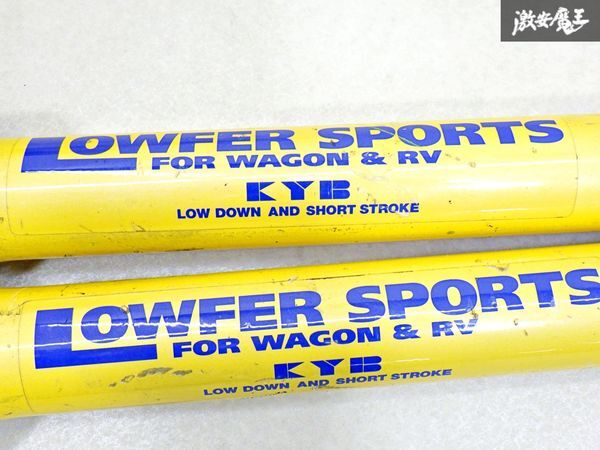 激安魔王
LOWFER SPORTS
FOR WAGON & RV
KYB
LOW DOWN AND SHORT STROKE
LOWFER SPORTS
FOR WAGON & RV
KYB
LOW DOWN AND SHORT STROKE